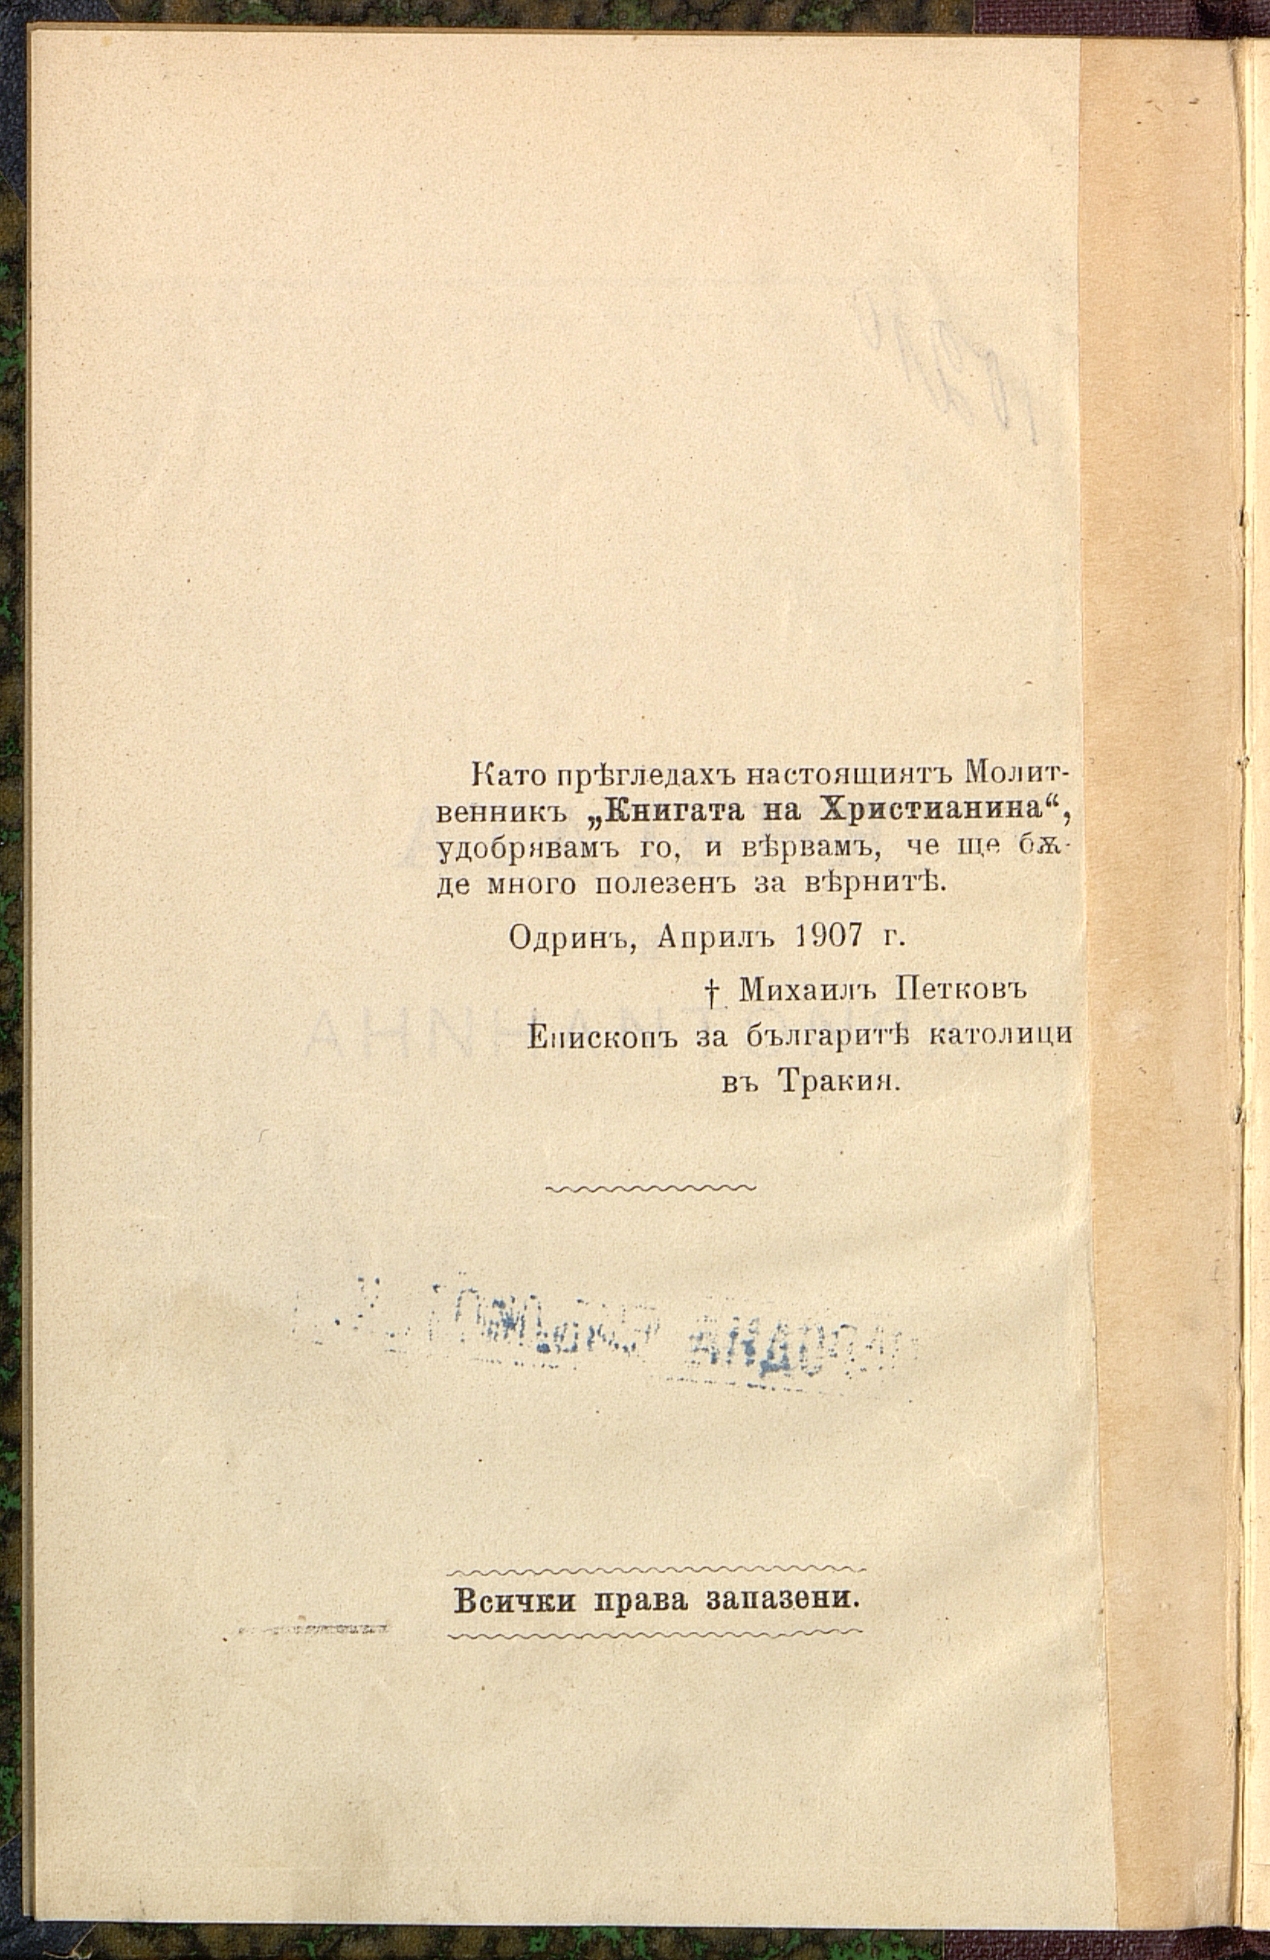 Като прѣгледахъ настоящиятъ Молит-
венникъ „Книгата на Христианина“,
удобрявамъ го, и вѣрвамъ, че ще бѫ-
де много полезенъ за вѣрнитѣ.
Одринъ, Априлъ 1907 г.
† Михаилъ Петковъ
Епископъ за българитѣ католици
въ Тракия.
Всички права запазени.